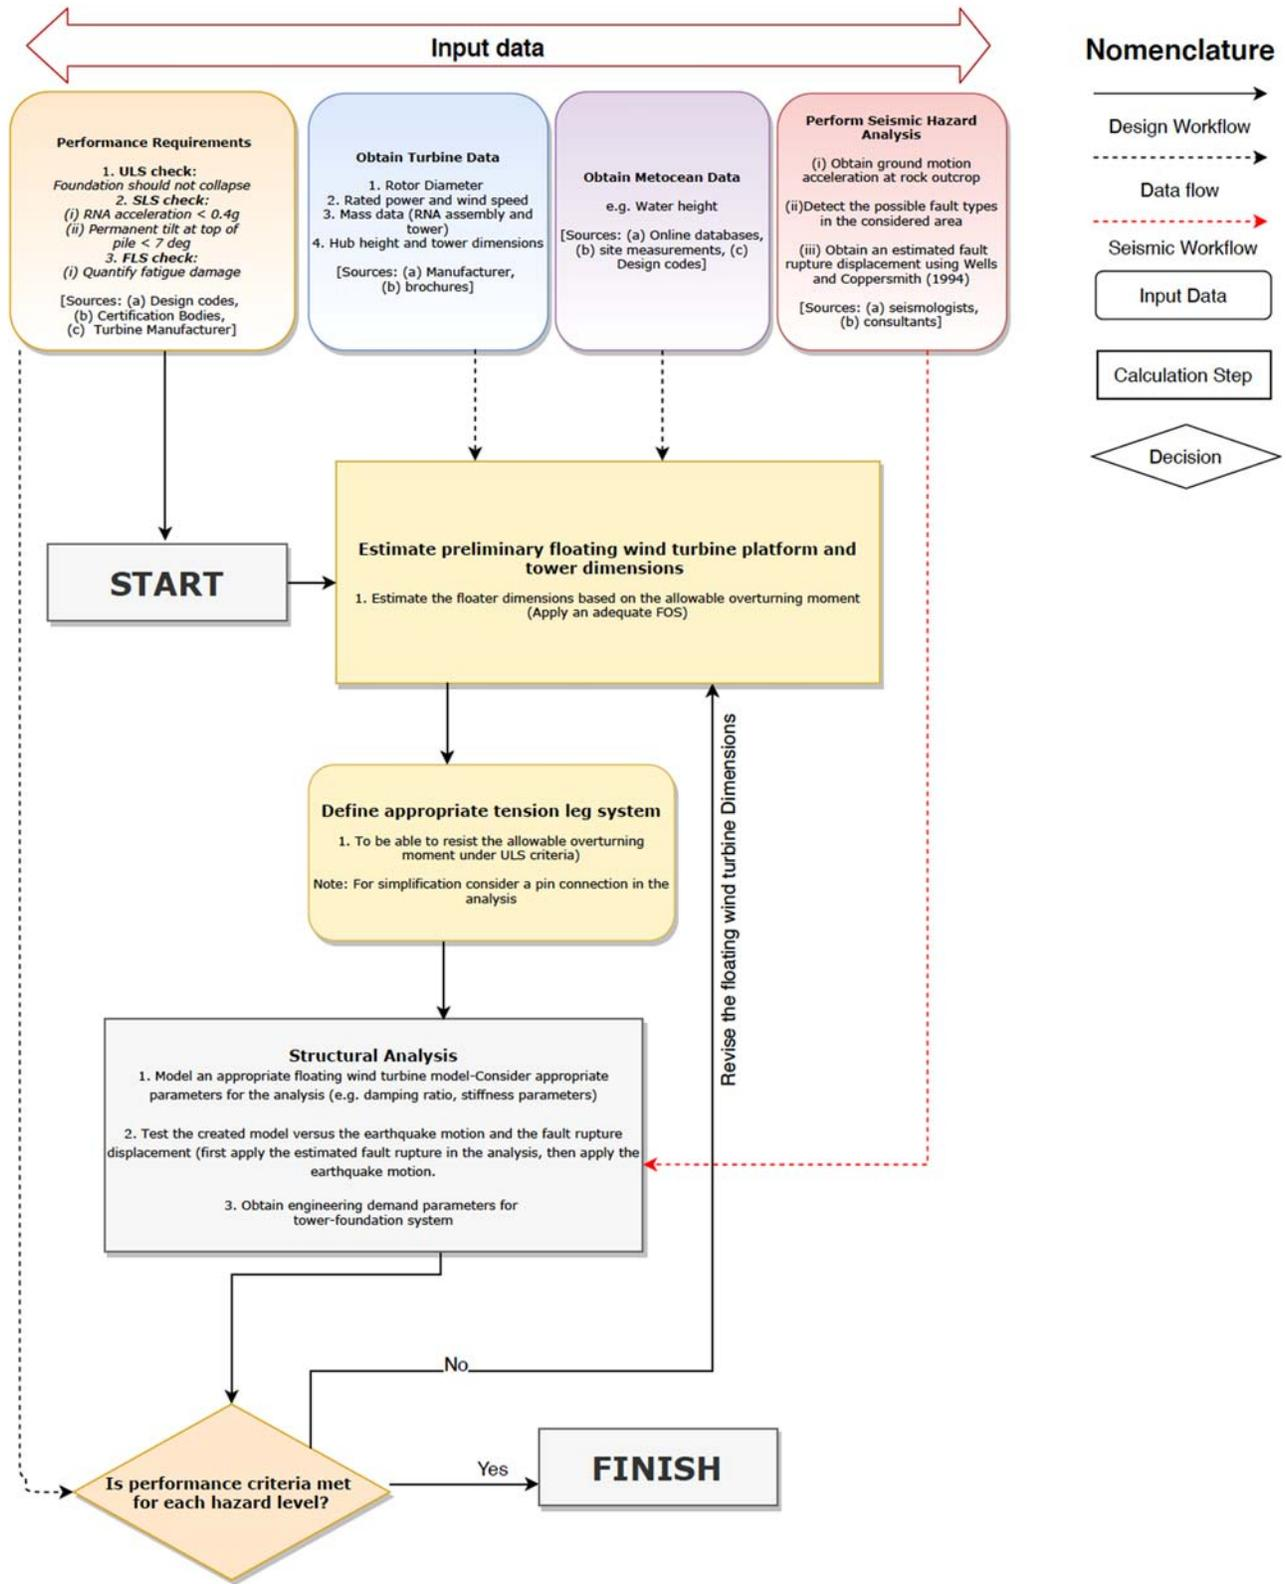 Input data
Nomenclature
Design Workflow
Data flow
Seismic Workflow
Input Data
Calculation Step
Decision
Performance Requirements
1. ULS check:
Foundation should not collapse
2. SLS check:
(i) RNA acceleration < 0.4g
(ii) Permanent tilt at top of
pile < 7 deg
3. FLS check:
(i) Quantify fatigue damage
[Sources: (a) Design codes,
(b) Certification Bodies,
(c) Turbine Manufacturer]
Obtain Turbine Data
1. Rotor Diameter
2. Rated power and wind speed
3. Mass data (RNA assembly and
tower)
4. Hub height and tower dimensions
[Sources: (a) Manufacturer,
(b) brochures]
Obtain Metocean Data
e.g. Water height
[Sources: (a) Online databases,
(b) site measurements, (c)
Design codes]
Perform Seismic Hazard
Analysis
(i) Obtain ground motion
acceleration at rock outcrop
(ii)Detect the possible fault types
in the considered area
(iii) Obtain an estimated fault
rupture displacement using Wells
and Coppersmith (1994)
[Sources: (a) seismologists,
(b) consultants]
START
Estimate preliminary floating wind turbine platform and
tower dimensions
1. Estimate the floater dimensions based on the allowable overturning moment
(Apply an adequate FOS)
Define appropriate tension leg system
1. To be able to resist the allowable overturning
moment under ULS criteria)
Note: For simplification consider a pin connection in the
analysis
Revise the floating wind turbine Dimensions
Structural Analysis
1. Model an appropriate floating wind turbine model-Consider appropriate
parameters for the analysis (e.g. damping ratio, stiffness parameters)
2. Test the created model versus the earthquake motion and the fault rupture
displacement (first apply the estimated fault rupture in the analysis, then apply the
earthquake motion.
3. Obtain engineering demand parameters for
tower-foundation system
No
Is performance criteria met
for each hazard level?
Yes
FINISH